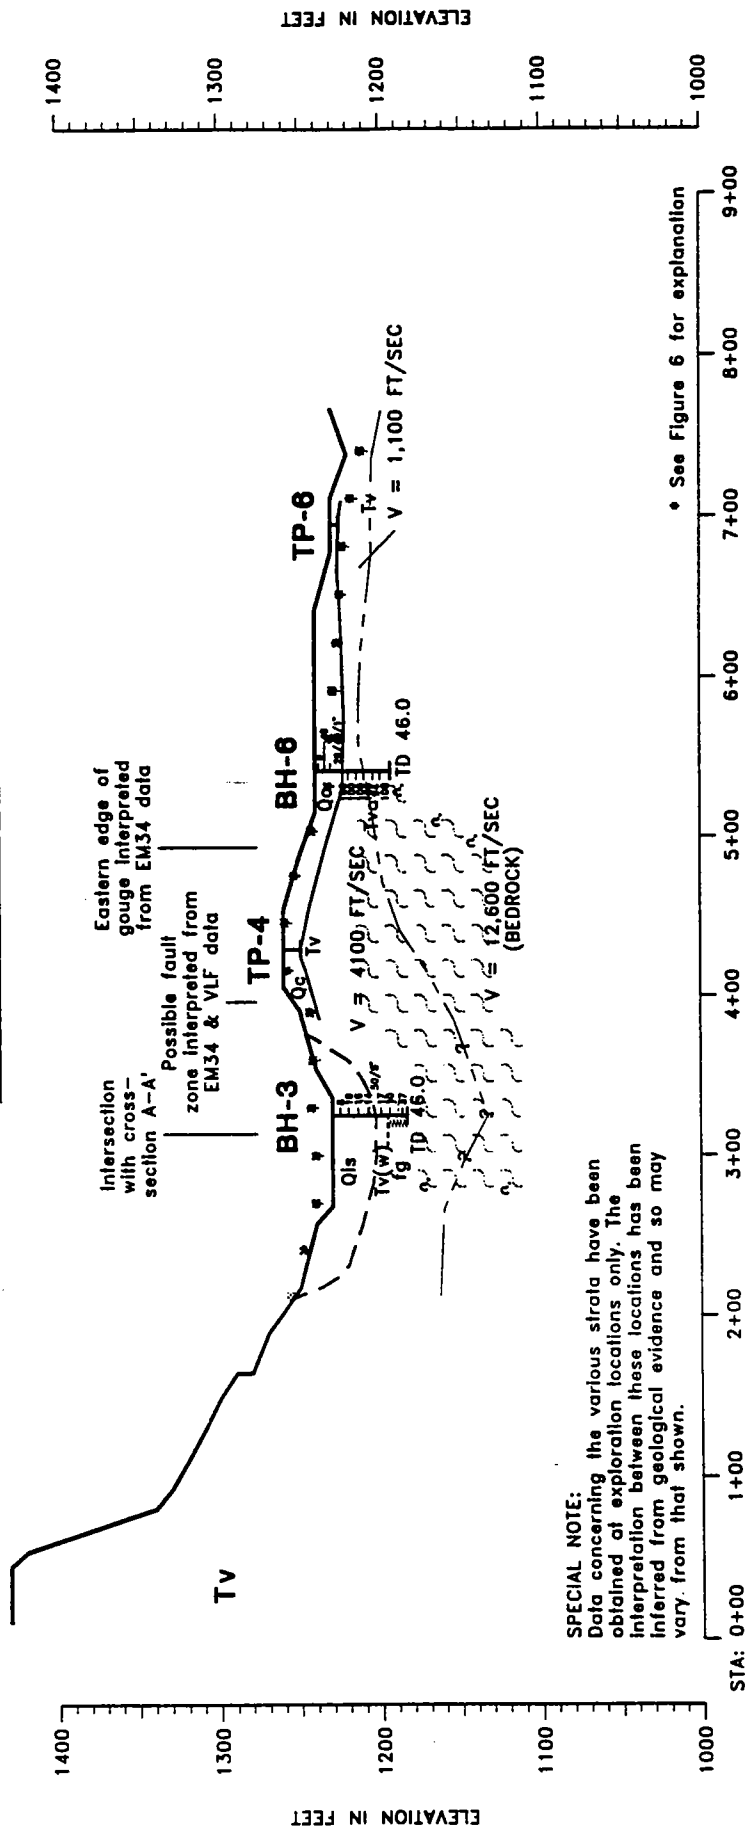 ELEVATION IN FEET
1400
1300
1200
1100
1000
Tv
Intersection
with cross-
section A-A'
Possible fault
zone interpreted from
EM34 & VLF data
Eastern edge of
gouge interpreted
from EM34 data
BH-3
TP-4
BH-6
TP-6
Qls
Qc
Tv
Qc
Tv
Tv(w)
fg
50/6"
TD 46.0
TD 46.0
V = 4100 FT/SEC
V = 12,600 FT/SEC
(BEDROCK)
V = 1,100 FT/SEC
SPECIAL NOTE:
Data concerning the various strata have been
obtained at exploration locations only. The
interpretation between these locations has been
inferred from geological evidence and so may
vary from that shown.
* See Figure 6 for explanation
STA: 0+00 1+00 2+00 3+00 4+00 5+00 6+00 7+00 8+00 9+00
1400
1300
1200
1100
1000
ELEVATION IN FEET